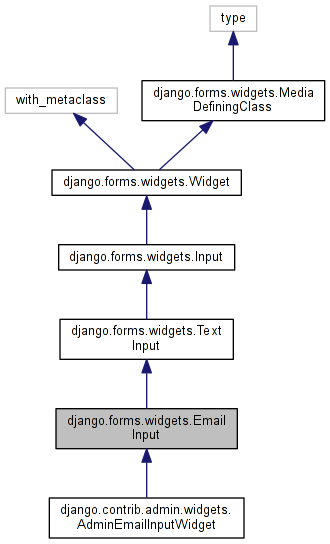 type
with_metaclass
django.forms.widgets.Media
DefiningClass
django.forms.widgets.Widget
django.forms.widgets.Input
django.forms.widgets.Text
Input
django.forms.widgets.Email
Input
django.contrib.admin.widgets.
AdminEmailInputWidget